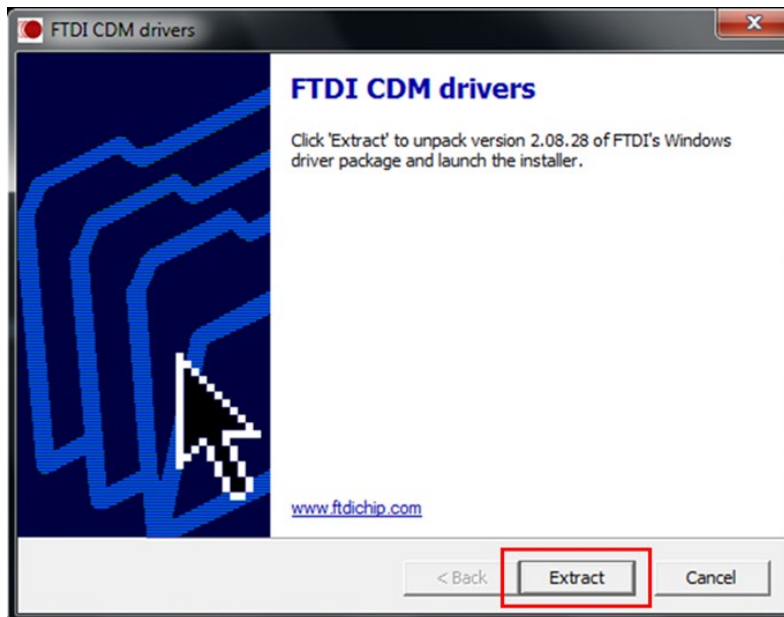 FTDI CDM drivers
FTDI CDM drivers
Click 'Extract' to unpack version 2.08.28 of FTDI's Windows
driver package and launch the installer.
www.ftdichip.com
< Back Extract Cancel